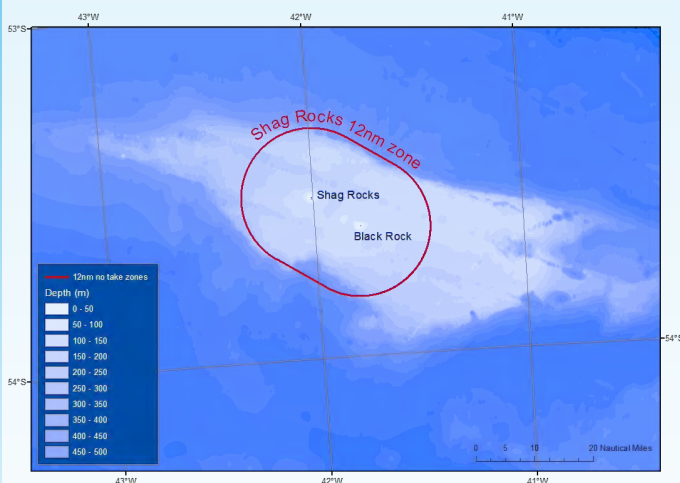 43°W 42°W 41°W
53°S
Shag Rocks 12nm zone
Shag Rocks
Black Rock
12nm no take zones
Depth (m)
0 - 50
50 - 100
100 - 150
150 - 200
200 - 250
250 - 300
300 - 350
350 - 400
400 - 450
450 - 500
54°S
54°S
0 5 10 20 Nautical Miles
43°W 42°W 41°W